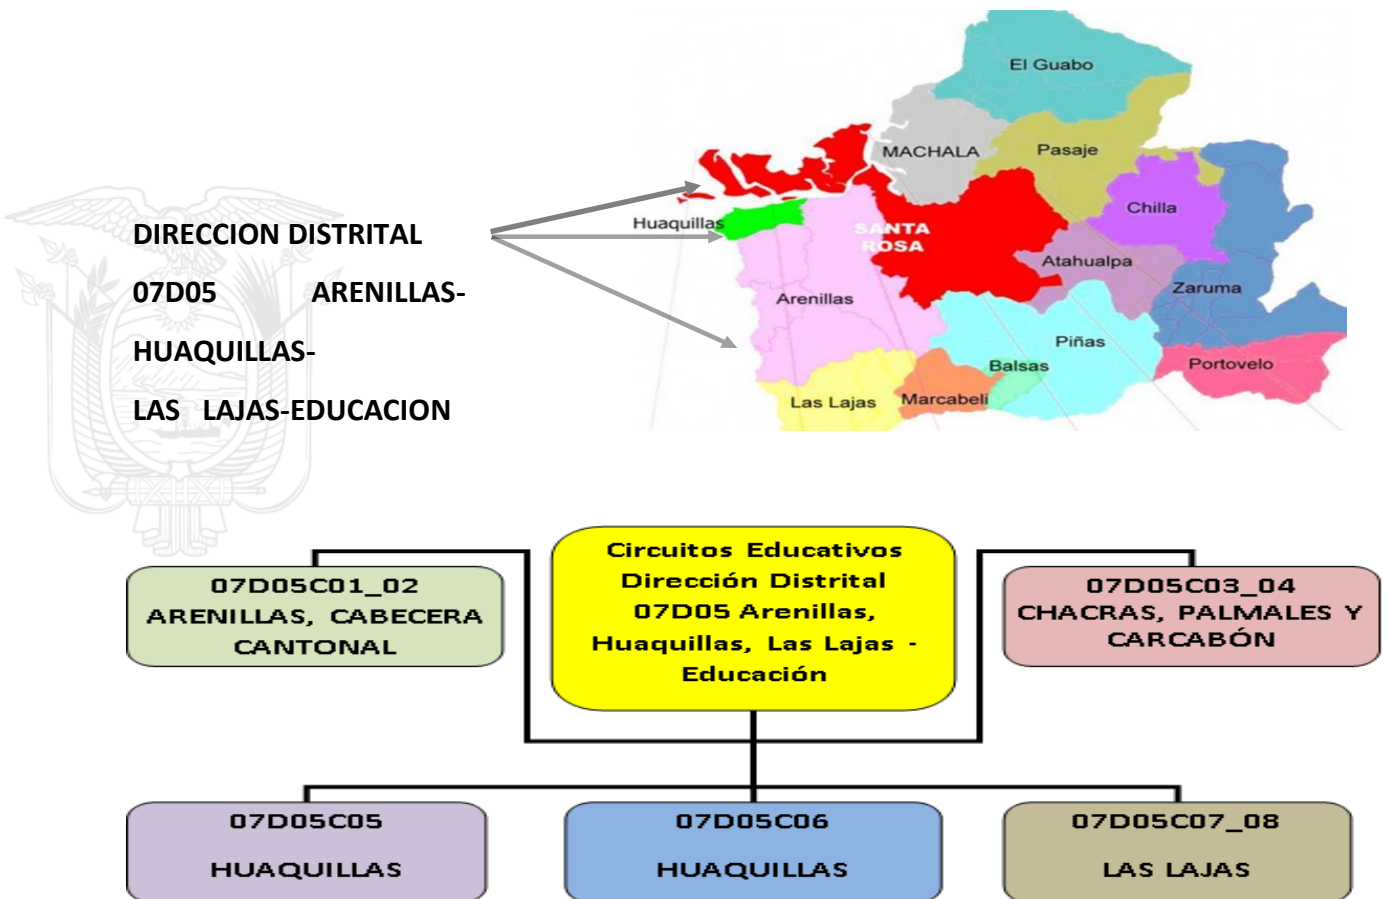 DIRECCION DISTRITAL
07D05 ARENILLAS-
HUAQUILLAS-
LAS LAJAS-EDUCACION
El Guabo
MACHALA
Pasaje
Chilla
Huaquillas
SANTA
ROSA
Atahualpa
Zaruma
Arenillas
Piñas
Balsas
Portovelo
Las Lajas
Marcabeli
Circuitos Educativos
Dirección Distrital
07D05 Arenillas,
Huaquillas, Las Lajas -
Educación
07D05C01_02
ARENILLAS, CABECERA
CANTONAL
07D05C03_04
CHACRAS, PALMALES Y
CARCABÓN
07D05C05
HUAQUILLAS
07D05C06
HUAQUILLAS
07D05C07_08
LAS LAJAS